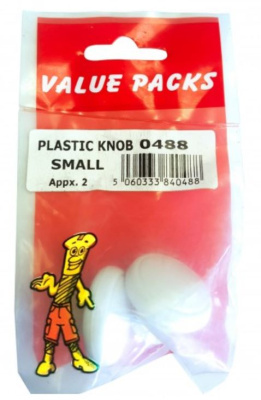 VALUE PACKS
PLASTIC KNOB 0488
SMALL
Appx. 2
5 060333 840488